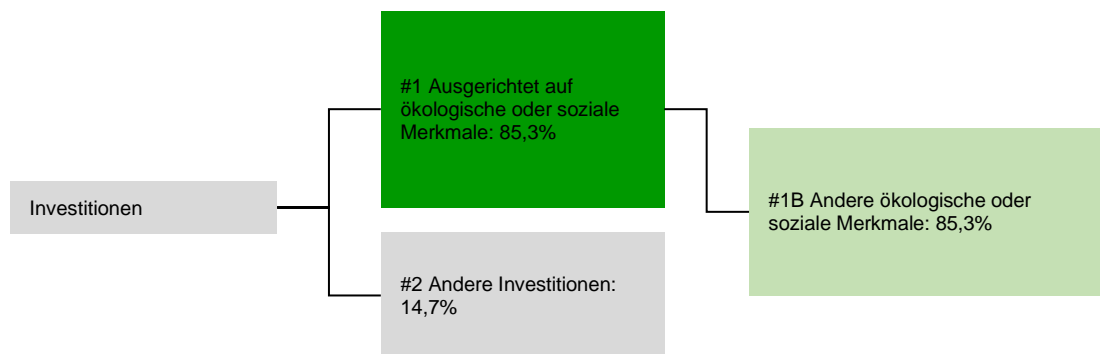 Investitionen
#1 Ausgerichtet auf
ökologische oder soziale
Merkmale: 85,3%
#2 Andere Investitionen:
14,7%
#1B Andere ökologische oder
soziale Merkmale: 85,3%